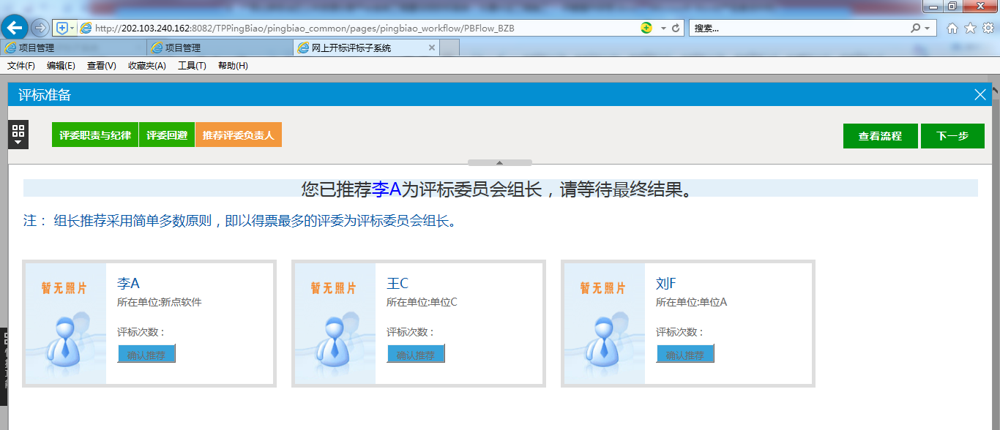 http://202.103.240.162:8082/TPPingBiao/pingbiao_common/pages/pingbiao_workflow/PBFlow_BZB
搜索...
项目管理
项目管理
网上开标评标子系统
文件(F) 编辑(E) 查看(V) 收藏夹(A) 工具(T) 帮助(H)
评标准备
评委职责与纪律 评委回避 推荐评委负责人
查看流程 下一步
您已推荐李A为评标委员会组长，请等待最终结果。
注： 组长推荐采用简单多数原则，即以得票最多的评委为评标委员会组长。
暂无照片
李A
所在单位:新点软件
评标次数：
确认推荐
暂无照片
王C
所在单位:单位C
评标次数：
确认推荐
暂无照片
刘F
所在单位:单位A
评标次数：
确认推荐